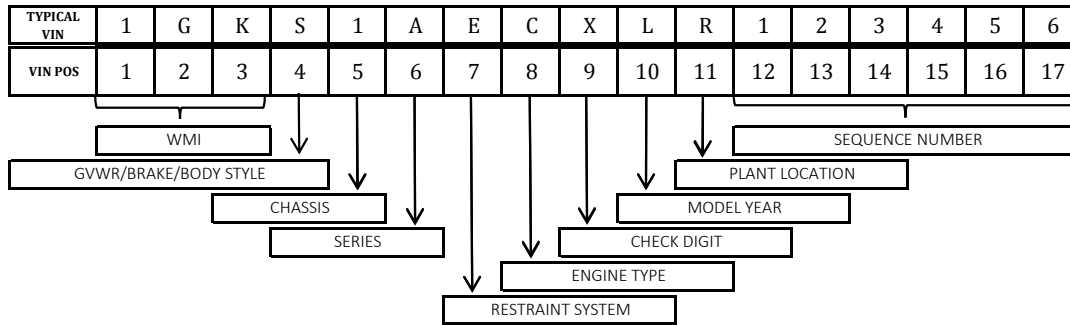 TYPICAL VIN 1 G K S 1 A E C X L R 1 2 3 4 5 6
VIN POS 1 2 3 4 5 6 7 8 9 10 11 12 13 14 15 16 17
WMI SEQUENCE NUMBER
GVWR/BRAKE/BODY STYLE PLANT LOCATION
CHASSIS MODEL YEAR
SERIES CHECK DIGIT
ENGINE TYPE
RESTRAINT SYSTEM